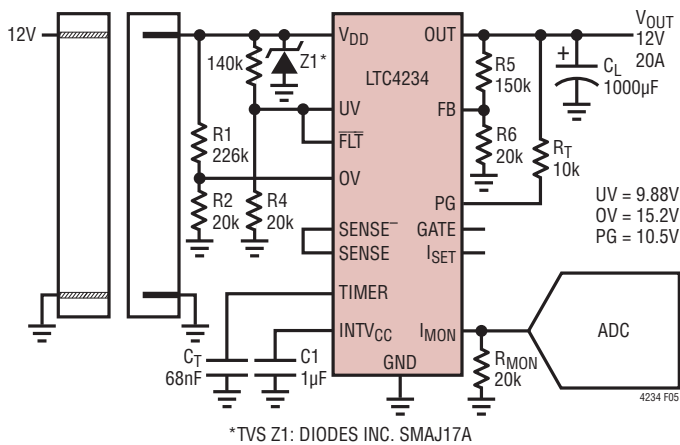 12V
140k
Z1*
R1
226k
R2
20k
R4
20k
VDD
UV
FLT
OV
SENSE–
SENSE
TIMER
INTVCC
CT
68nF
C1
1µF
LTC4234
OUT
FB
PG
GATE
ISET
IMON
GND
R5
150k
R6
20k
RT
10k
+
CL
1000µF
VOUT
12V
20A
UV = 9.88V
OV = 15.2V
PG = 10.5V
RMON
20k
ADC
4234 F05
*TVS Z1: DIODES INC. SMAJ17A